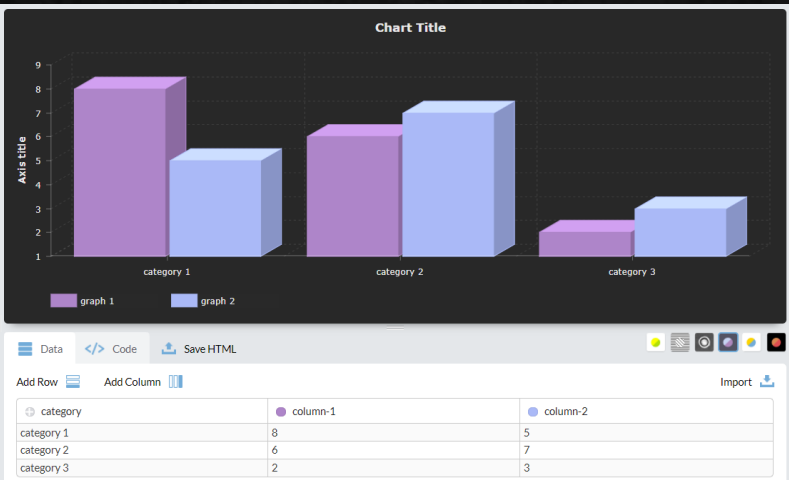 Chart Title
9
8
7
6
5
4
3
2
1
Axis title
category 1 category 2 category 3
graph 1 graph 2
Data </> Code Save HTML
Add Row Add Column Import
category column-1 column-2
category 1 8 5
category 2 6 7
category 3 2 3